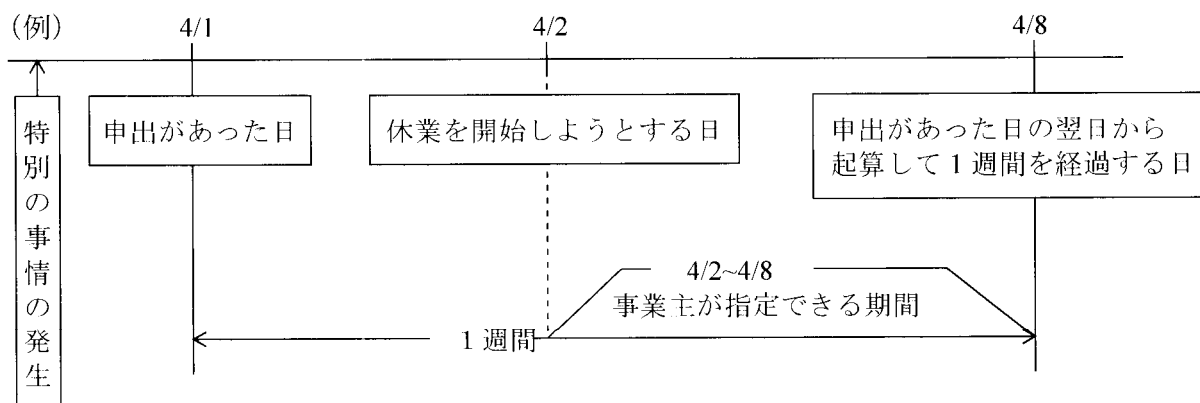 (例)
4/1
4/2
4/8
特別の事情の発生
申出があった日
休業を開始しようとする日
申出があった日の翌日から
起算して1週間を経過する日
4/2~4/8
事業主が指定できる期間
1週間